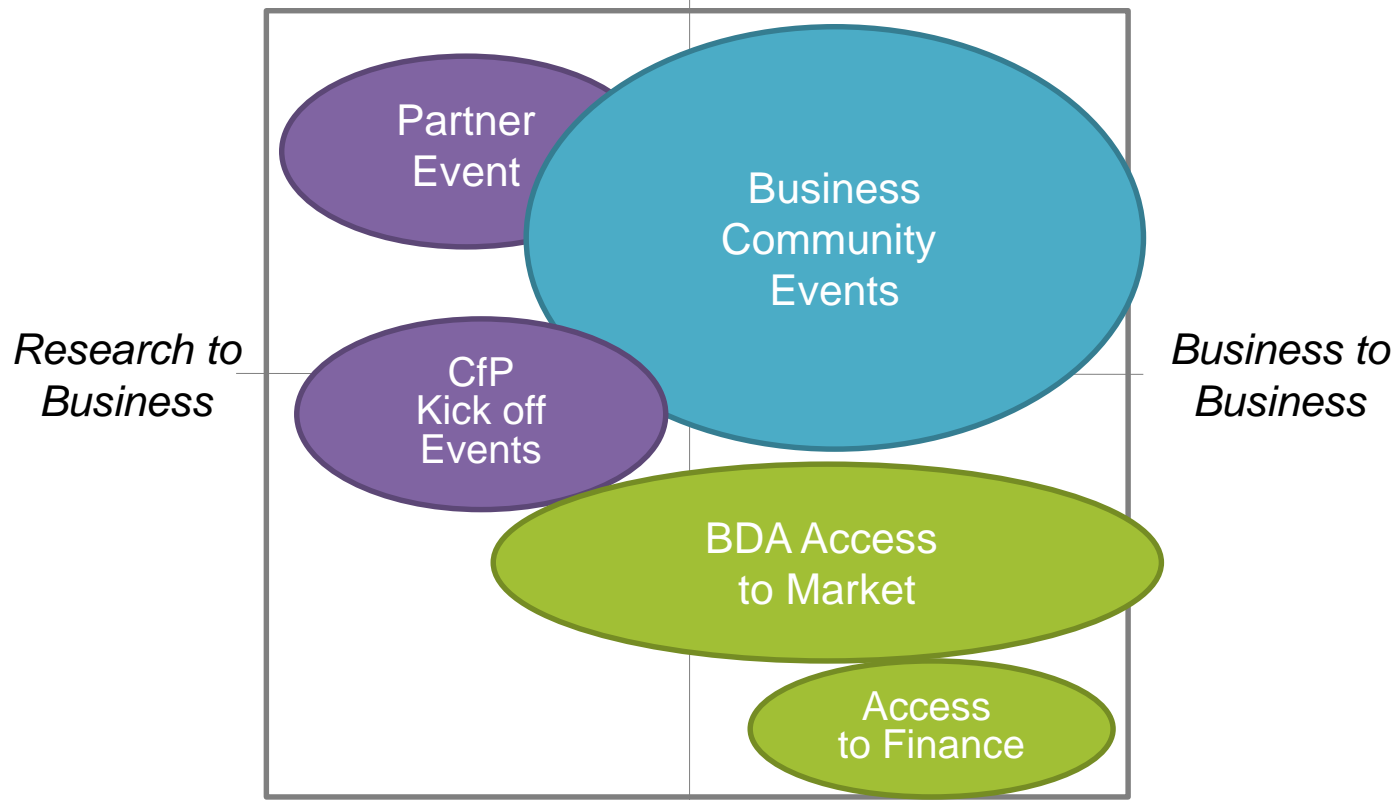 Partner
Event
Business
Community
Events
Research to
Business
CfP
Kick off
Events
Business to
Business
BDA Access
to Market
Access
to Finance